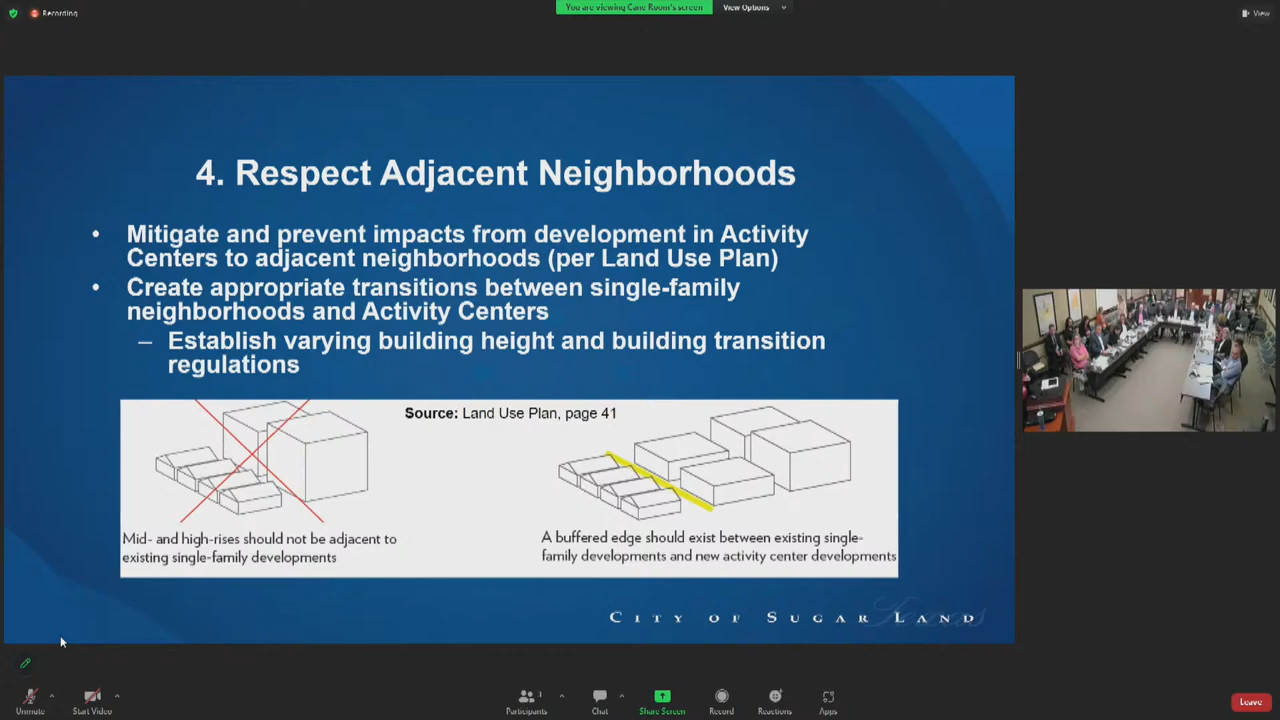 Recording
You are viewing Cane Room's screen
View Options
View
4. Respect Adjacent Neighborhoods
• Mitigate and prevent impacts from development in Activity
Centers to adjacent neighborhoods (per Land Use Plan)
• Create appropriate transitions between single-family
neighborhoods and Activity Centers
– Establish varying building height and building transition
regulations
Source: Land Use Plan, page 41
Mid- and high-rises should not be adjacent to
existing single-family developments
A buffered edge should exist between existing single-
family developments and new activity center developments
CITY OF SUGAR LAND
Texas
Unmute
Start Video
Participants
Chat
Share Screen
Record
Reactions
Apps
Leave